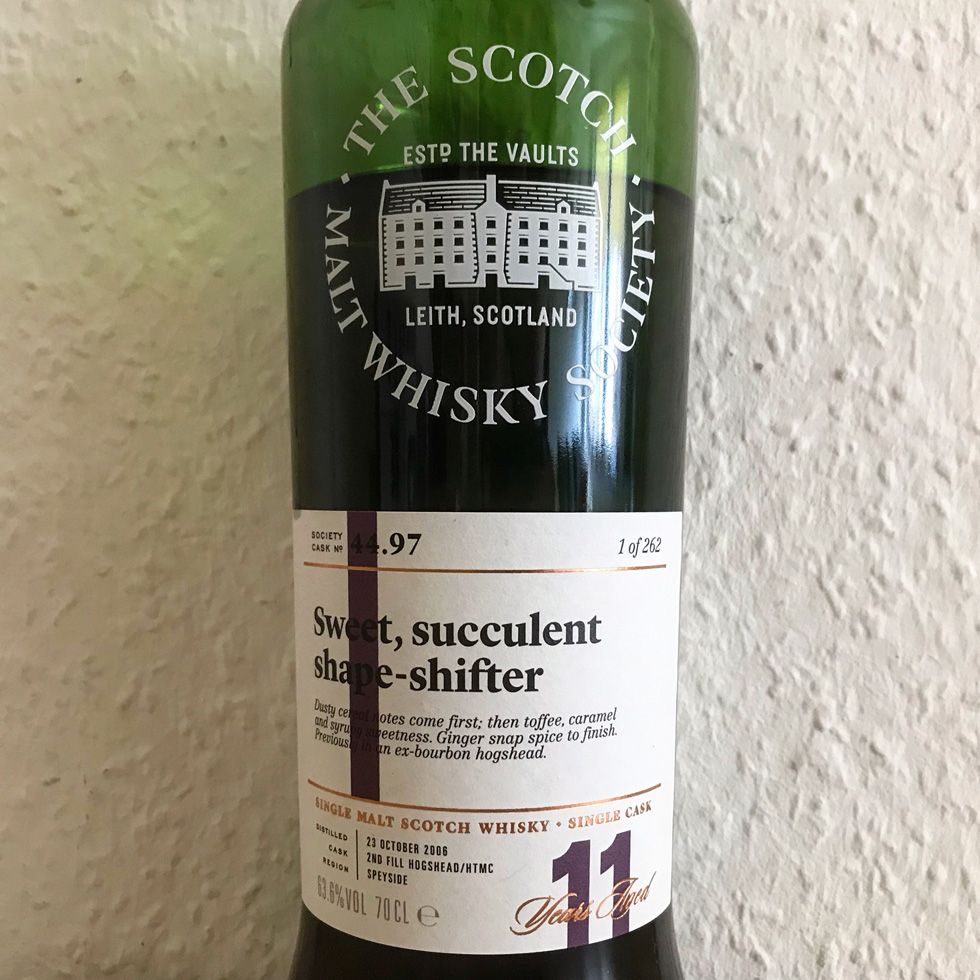 THE SCOTCH
· MALT WHISKY SOCIETY ·
ESTD THE VAULTS
LEITH, SCOTLAND
SOCIETY
CASK Nº 44.97
1 of 262
Sweet, succulent
shape-shifter
Dusty cereal notes come first; then toffee, caramel
and syrupy sweetness. Ginger snap spice to finish.
Previously in an ex-bourbon hogshead.
SINGLE MALT SCOTCH WHISKY • SINGLE CASK
DISTILLED 23 OCTOBER 2006
CASK 2ND FILL HOGSHEAD/HTMC
REGION SPEYSIDE
63.6%VOL 70CL e
11
Years Aged